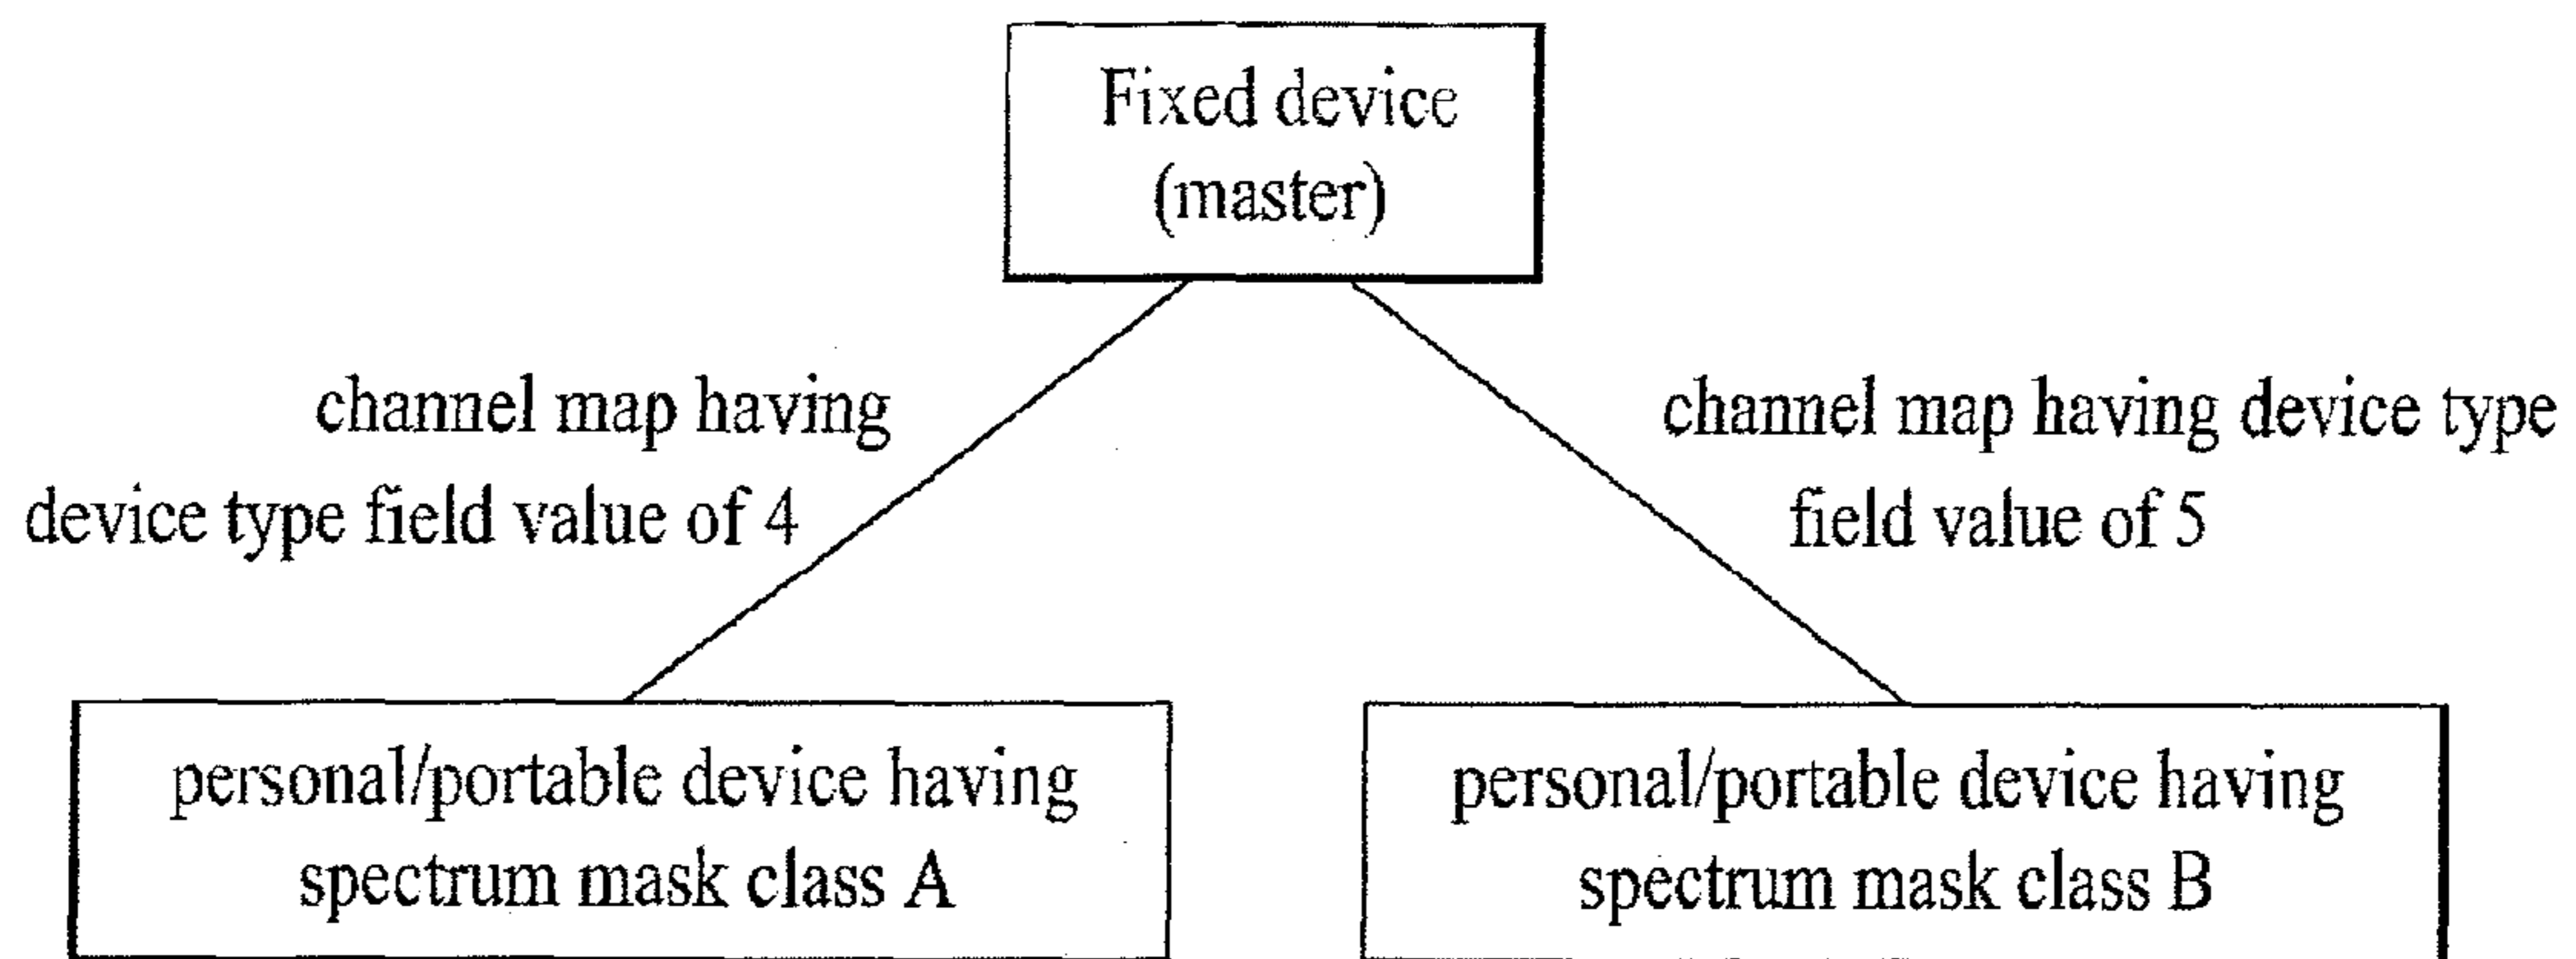 Fixed device
(master)
channel map having
device type field value of 4
channel map having device type
field value of 5
personal/portable device having
spectrum mask class A
personal/portable device having
spectrum mask class B